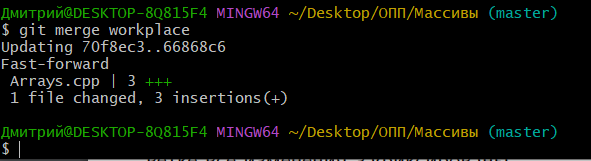 Дмитрий@DESKTOP-8Q815F4 MINGW64 ~/Desktop/ОПП/Массивы (master)
$ git merge workplace
Updating 70f8ec3..66868c6
Fast-forward
 Arrays.cpp | 3 +++
 1 file changed, 3 insertions(+)
Дмитрий@DESKTOP-8Q815F4 MINGW64 ~/Desktop/ОПП/Массивы (master)
$